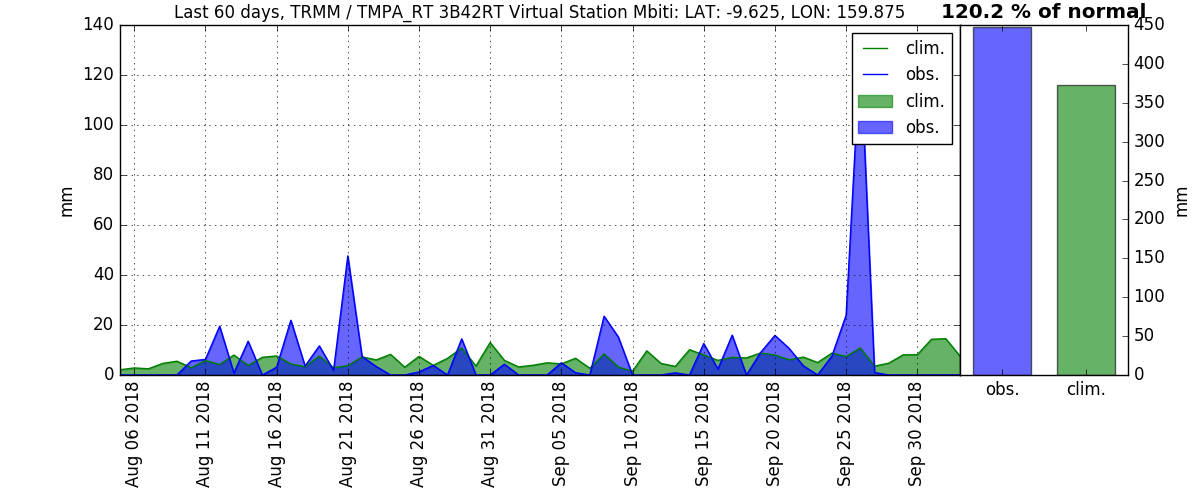 Last 60 days, TRMM / TMPA_RT 3B42RT Virtual Station Mbiti: LAT: -9.625, LON: 159.875
120.2 % of normal
140
120
100
80
60
40
20
0
mm
clim.
obs.
clim.
obs.
450
400
350
300
250
200
150
100
50
0
mm
obs.
clim.
Aug 06 2018
Aug 11 2018
Aug 16 2018
Aug 21 2018
Aug 26 2018
Aug 31 2018
Sep 05 2018
Sep 10 2018
Sep 15 2018
Sep 20 2018
Sep 25 2018
Sep 30 2018